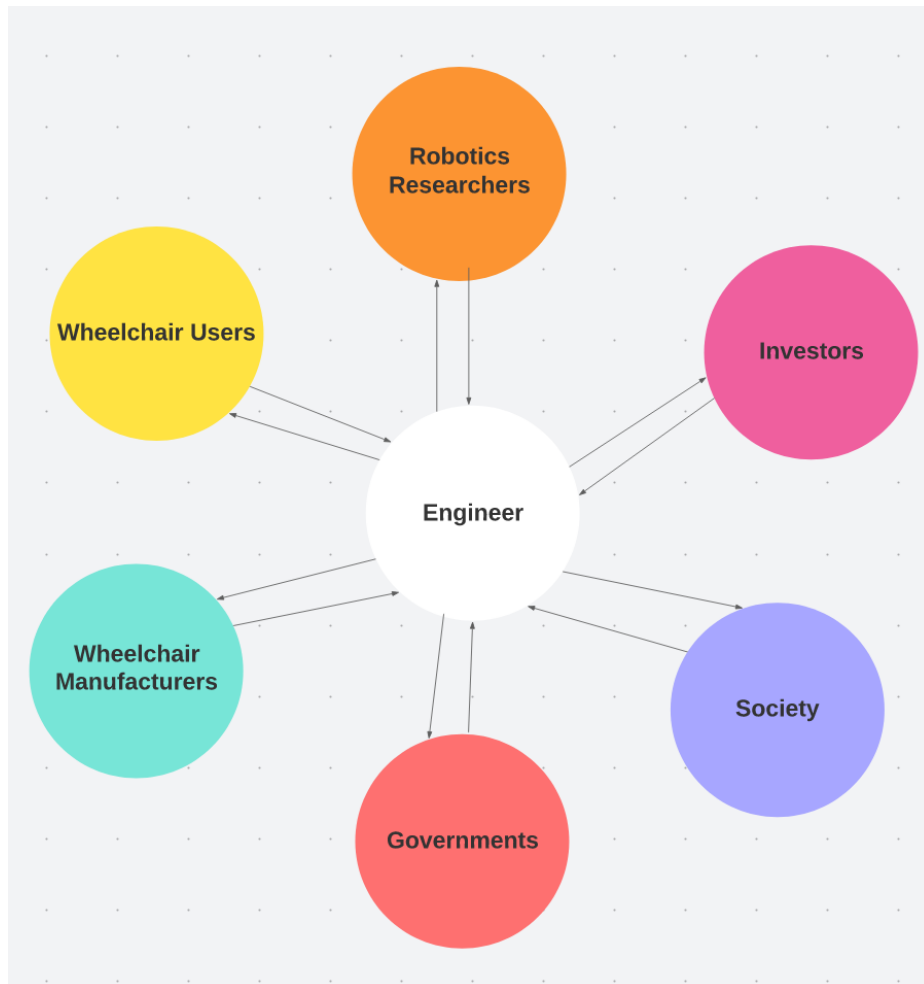 Robotics
Researchers
Wheelchair Users
Investors
Engineer
Wheelchair
Manufacturers
Society
Governments